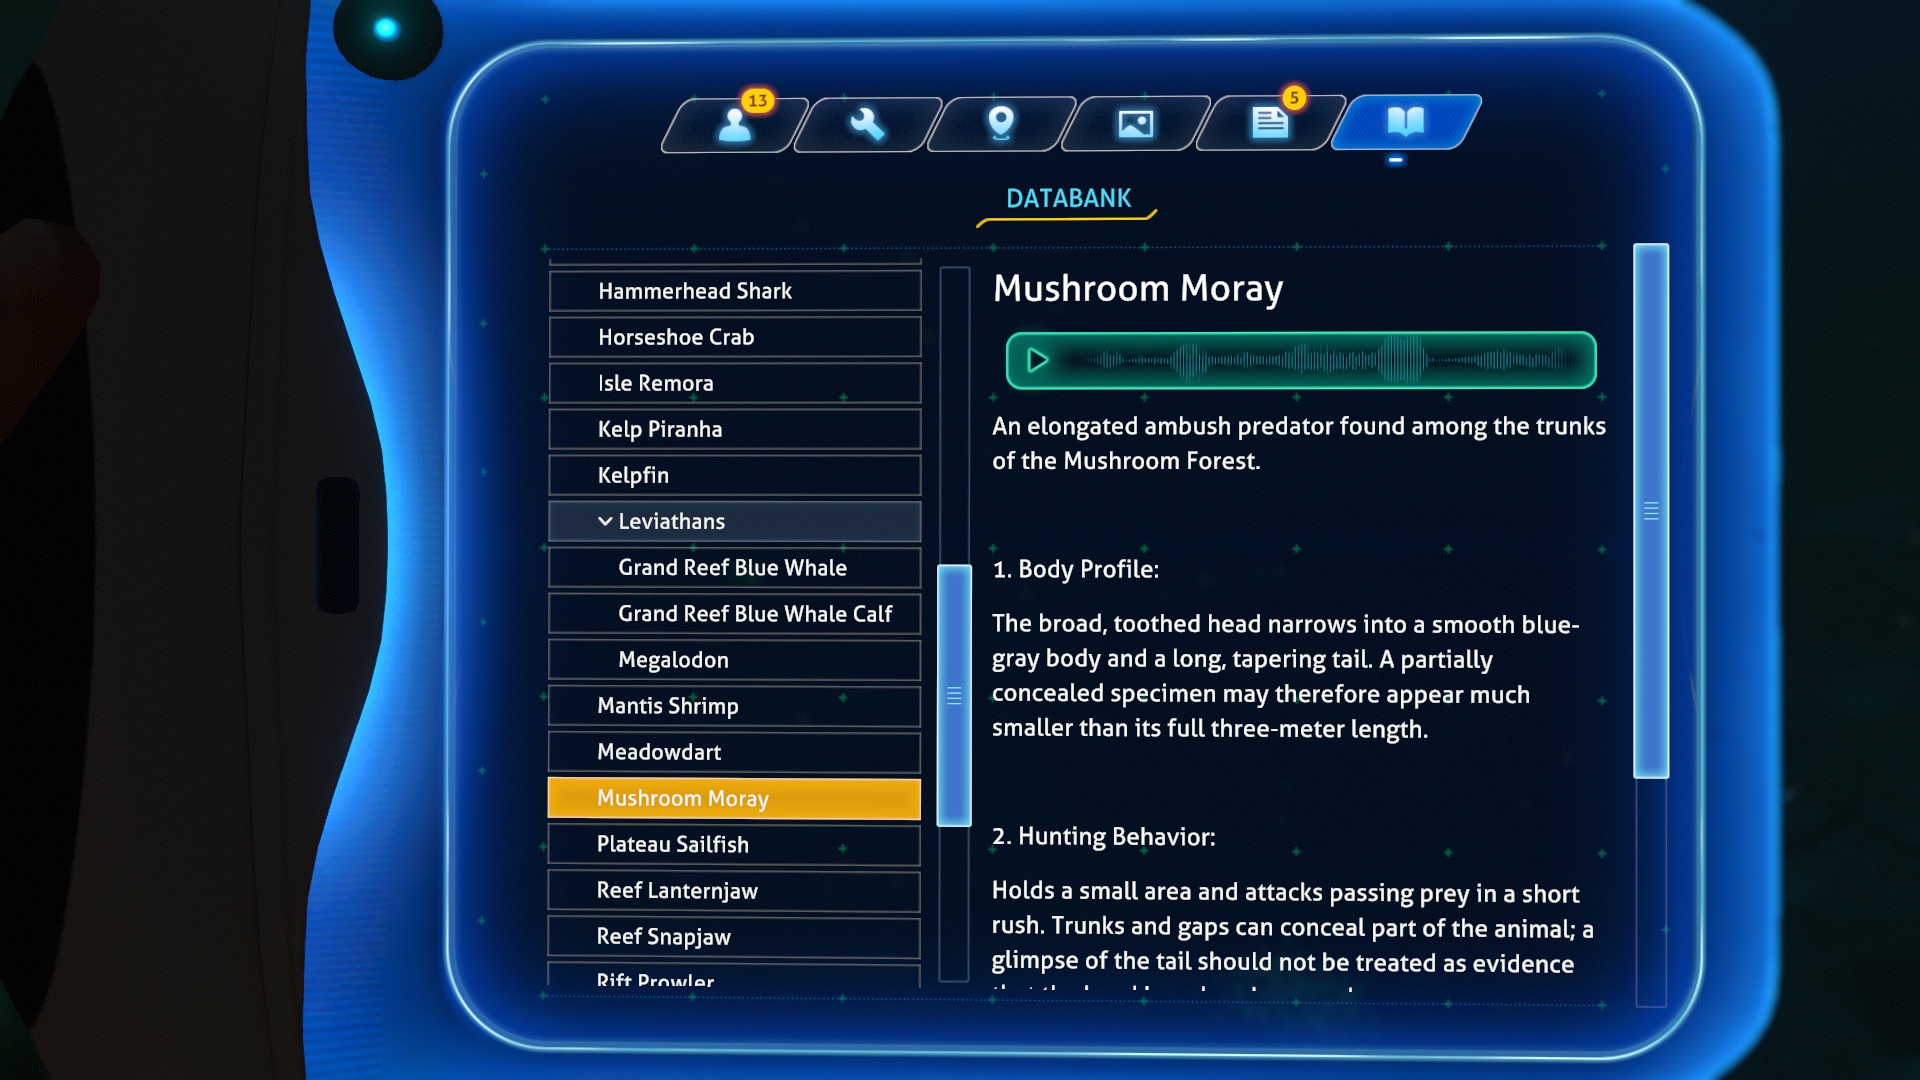 13
5
DATABANK
Hammerhead Shark
Horseshoe Crab
Isle Remora
Kelp Piranha
Kelpfin
Leviathans
Grand Reef Blue Whale
Grand Reef Blue Whale Calf
Megalodon
Mantis Shrimp
Meadowdart
Mushroom Moray
Plateau Sailfish
Reef Lanternjaw
Reef Snapjaw
Rift Prowler
Mushroom Moray
An elongated ambush predator found among the trunks
of the Mushroom Forest.
1. Body Profile:
The broad, toothed head narrows into a smooth blue-
gray body and a long, tapering tail. A partially
concealed specimen may therefore appear much
smaller than its full three-meter length.
2. Hunting Behavior:
Holds a small area and attacks passing prey in a short
rush. Trunks and gaps can conceal part of the animal; a
glimpse of the tail should not be treated as evidence